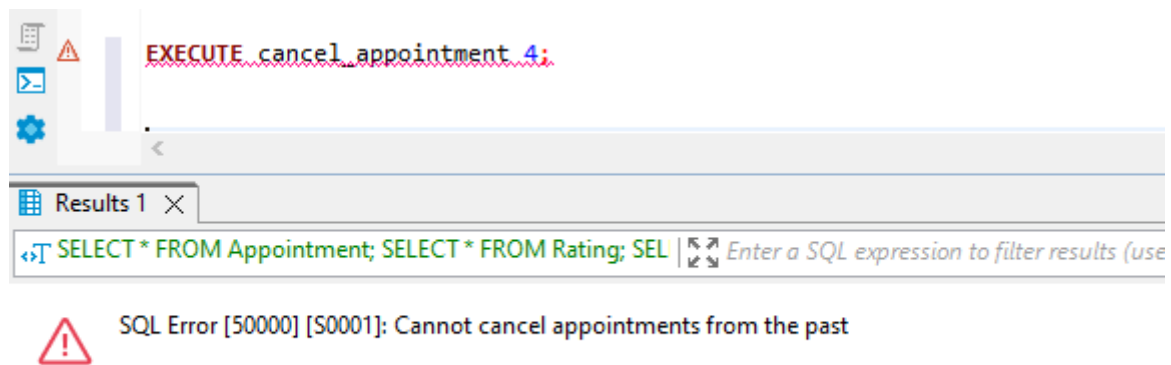 EXECUTE cancel_appointment 4;
Results 1
SELECT * FROM Appointment; SELECT * FROM Rating; SEL Enter a SQL expression to filter results (use
SQL Error [50000] [S0001]: Cannot cancel appointments from the past